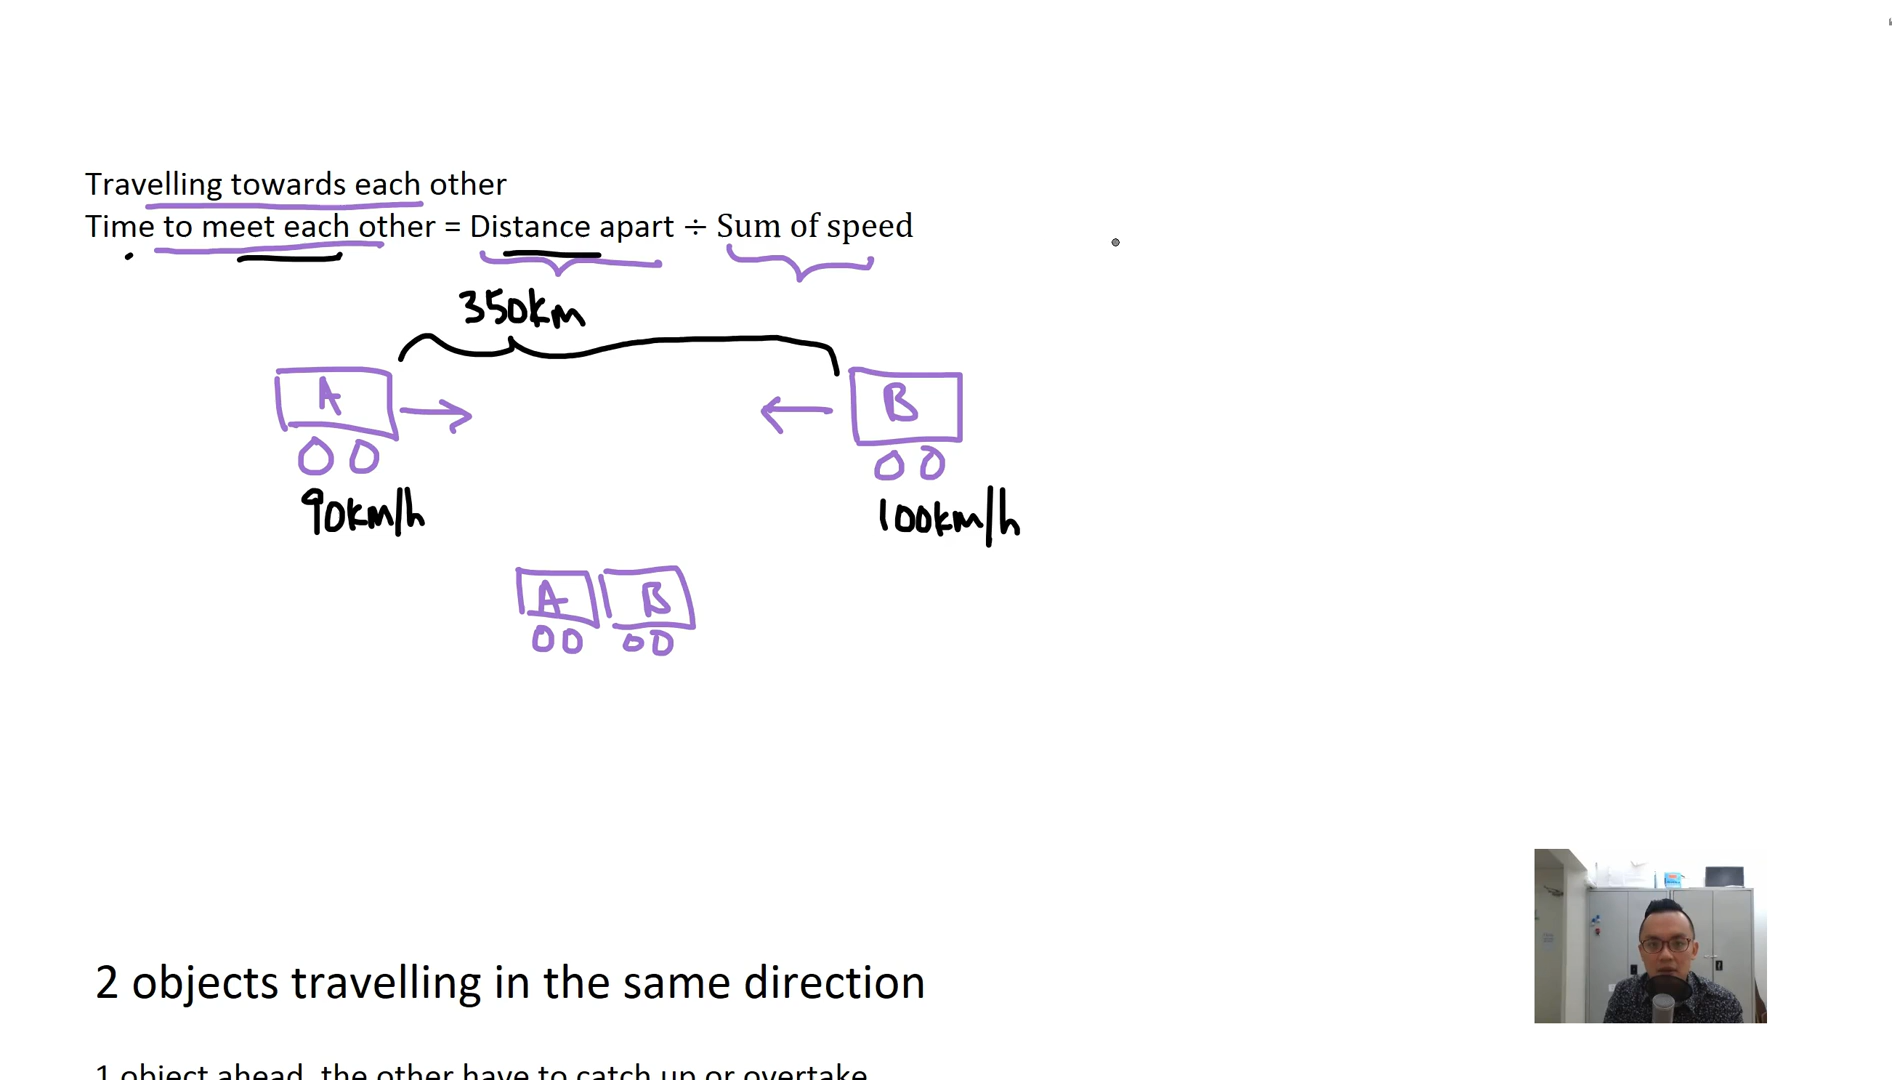 Travelling towards each other
Time to meet each other = Distance apart ÷ Sum of speed
350km
A
B
90km/h
100km/h
A B
2 objects travelling in the same direction
1 object ahead, the other have to catch up or overtake